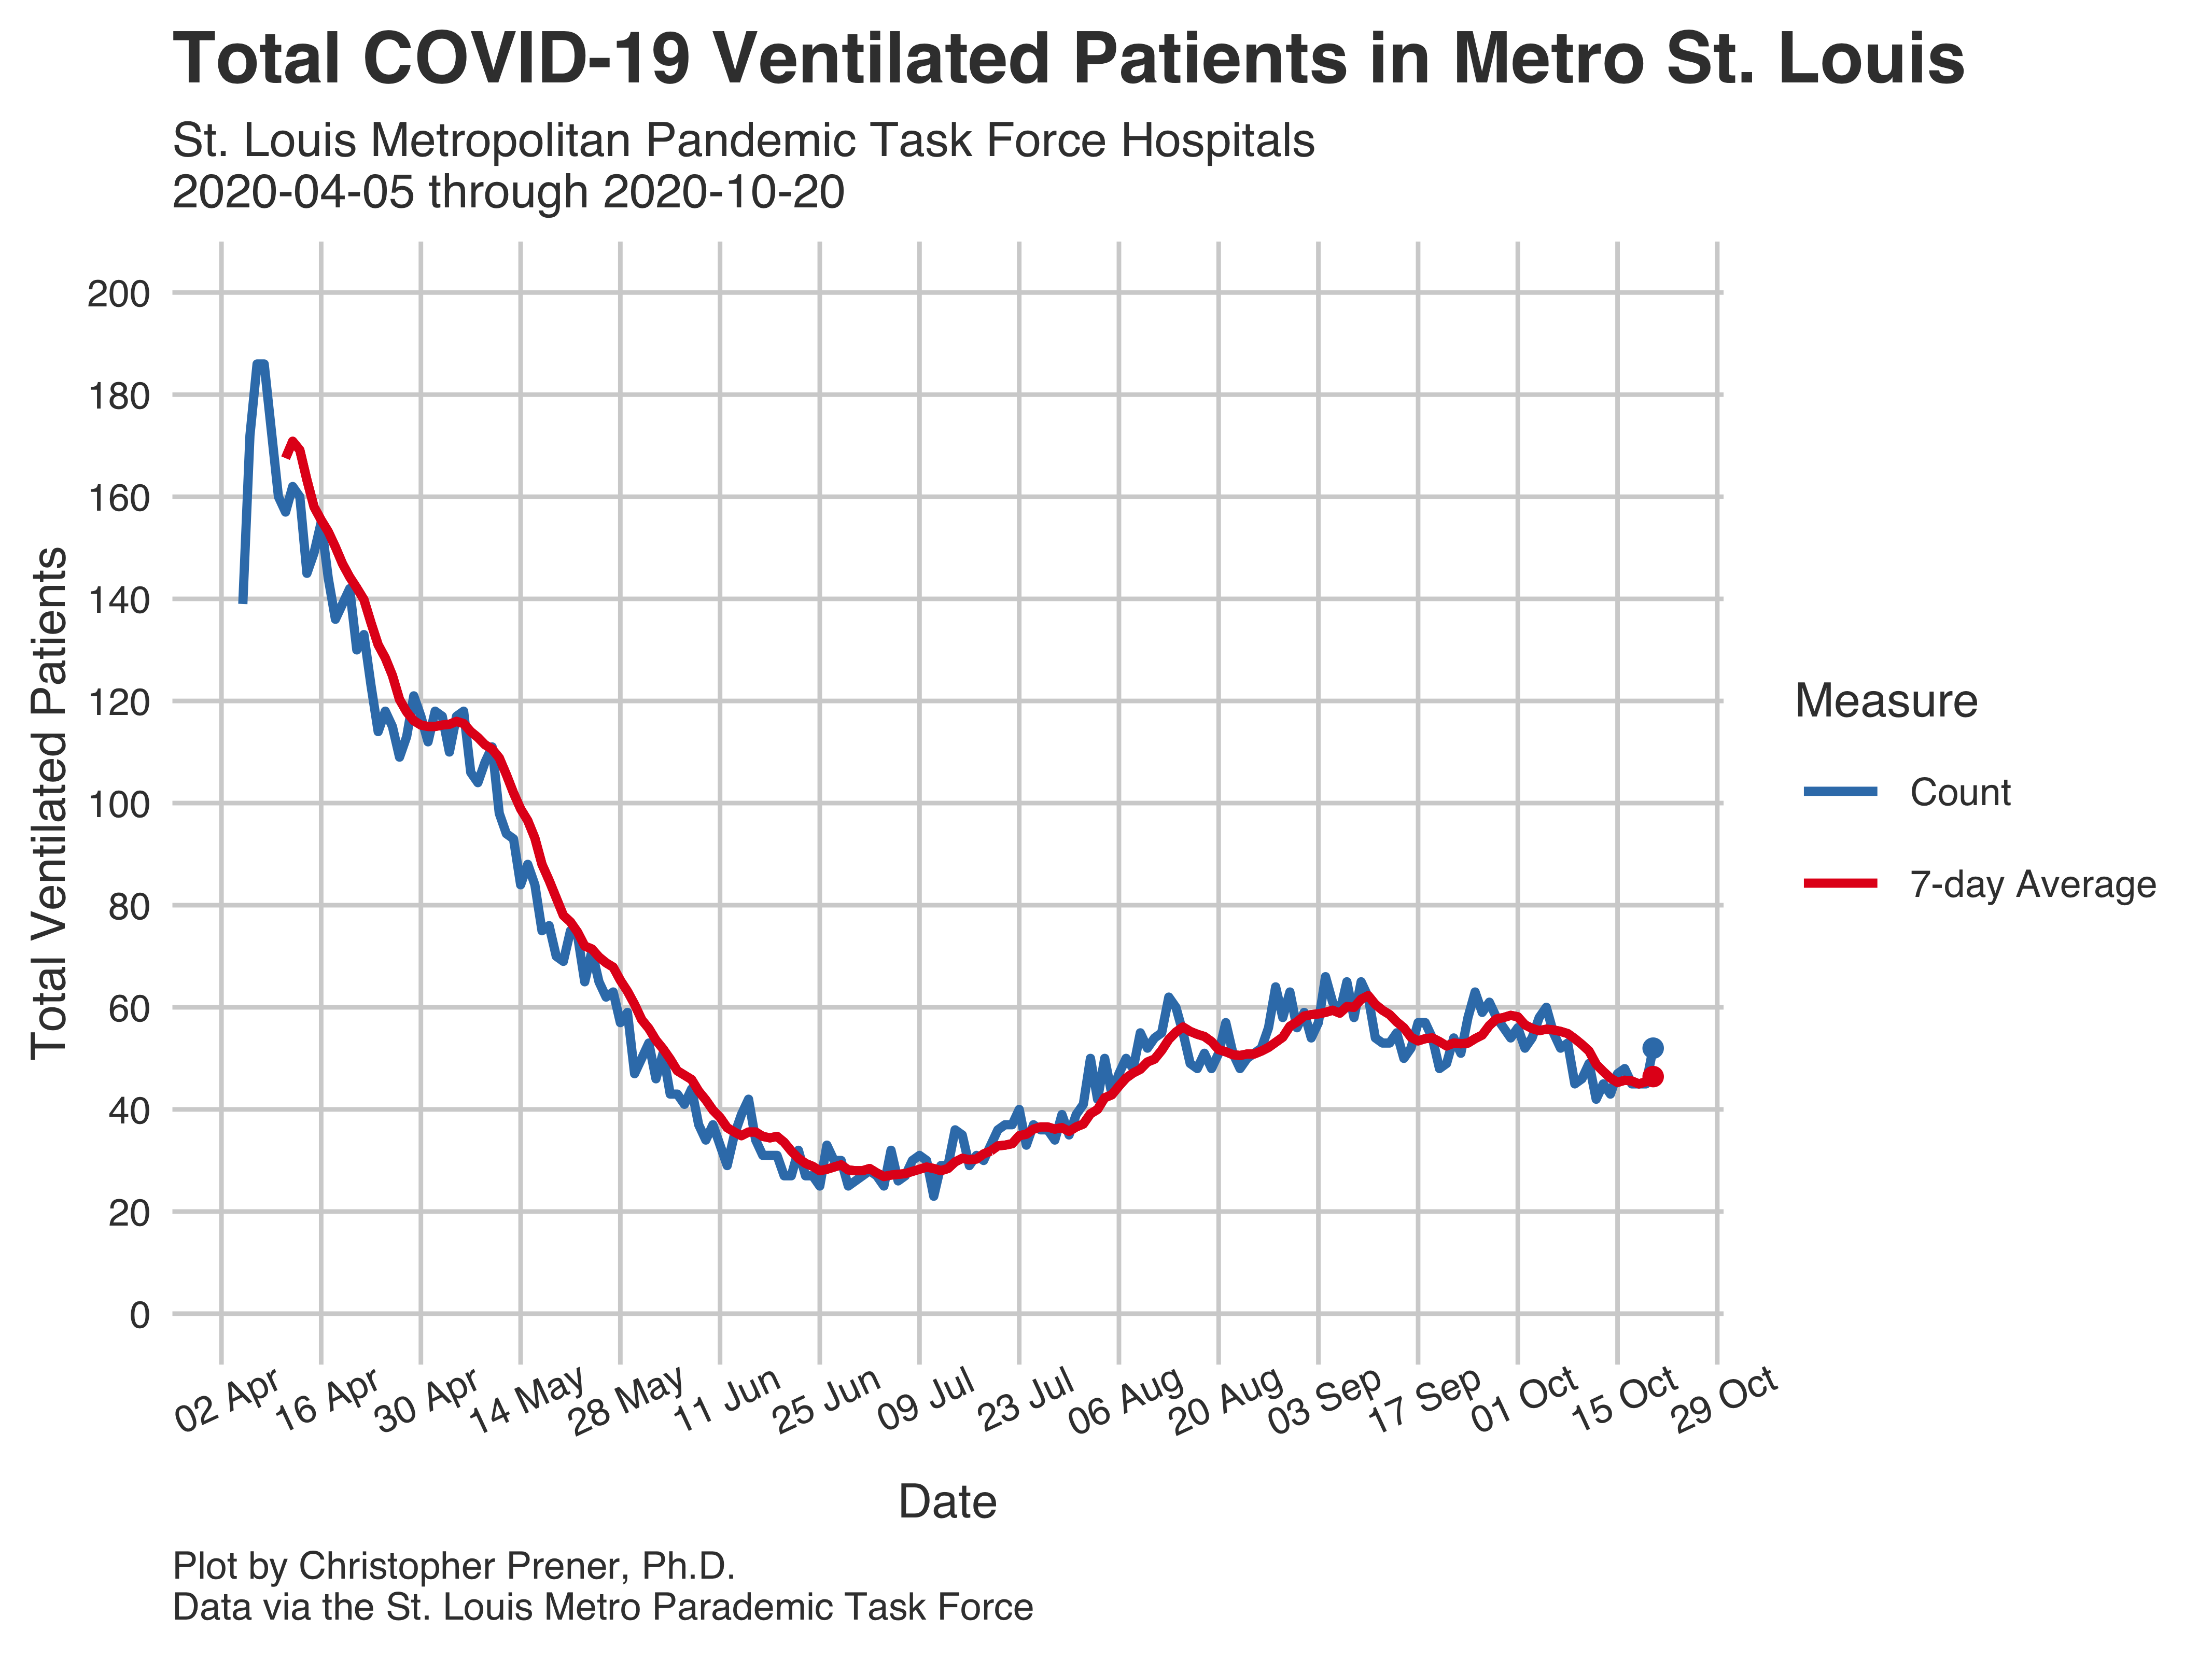 Total COVID-19 Ventilated Patients in Metro St. Louis
St. Louis Metropolitan Pandemic Task Force Hospitals
2020-04-05 through 2020-10-20
Total Ventilated Patients
200
180
160
140
120
100
80
60
40
20
0
02 Apr
16 Apr
30 Apr
14 May
28 May
11 Jun
25 Jun
09 Jul
23 Jul
06 Aug
20 Aug
03 Sep
17 Sep
01 Oct
15 Oct
29 Oct
Date
Measure
Count
7-day Average
Plot by Christopher Prener, Ph.D.
Data via the St. Louis Metro Parademic Task Force